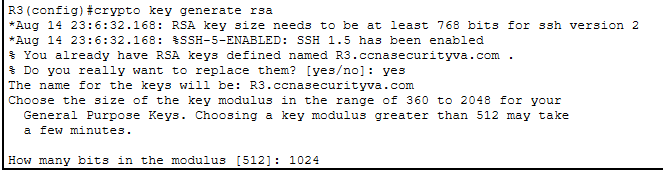 R3(config)#crypto key generate rsa
*Aug 14 23:6:32.168: RSA key size needs to be at least 768 bits for ssh version 2
*Aug 14 23:6:32.168: %SSH-5-ENABLED: SSH 1.5 has been enabled
% You already have RSA keys defined named R3.ccnasecurityva.com .
% Do you really want to replace them? [yes/no]: yes
The name for the keys will be: R3.ccnasecurityva.com
Choose the size of the key modulus in the range of 360 to 2048 for your
  General Purpose Keys. Choosing a key modulus greater than 512 may take
  a few minutes.

How many bits in the modulus [512]: 1024